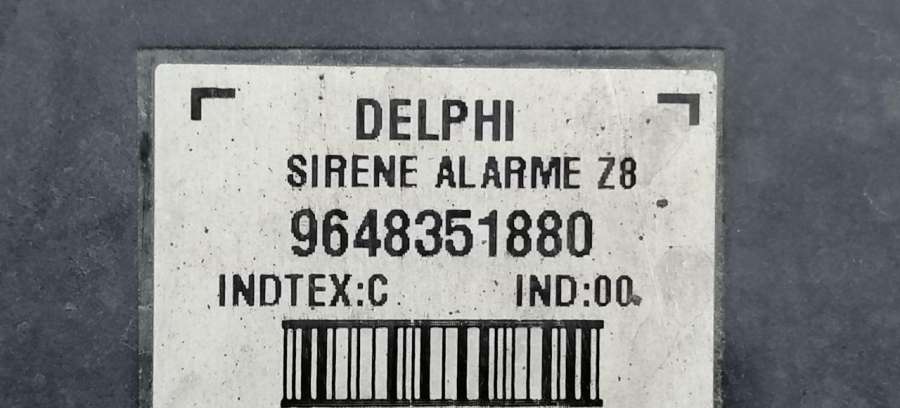 DELPHI
SIRENE ALARME Z8
9648351880
INDTEX:C IND:00